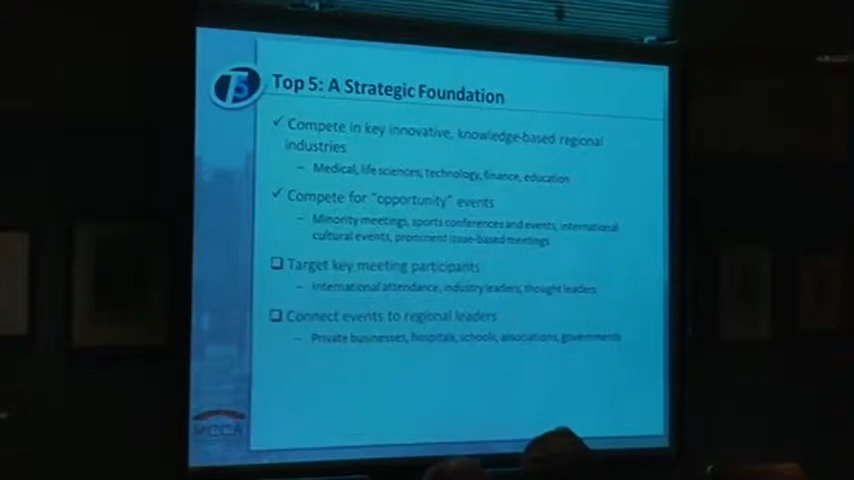 T5
Top 5: A Strategic Foundation
✓ Compete in key innovative, knowledge-based regional
industries
– Medical, life sciences, technology, finance, education
✓ Compete for "opportunity" events
– Minority meetings, sports conferences and events, international
cultural events, prominent issue-based meetings
❑ Target key meeting participants
– International attendance, industry leaders, thought leaders
❑ Connect events to regional leaders
– Private businesses, hospitals, schools, associations, governments
MCCA